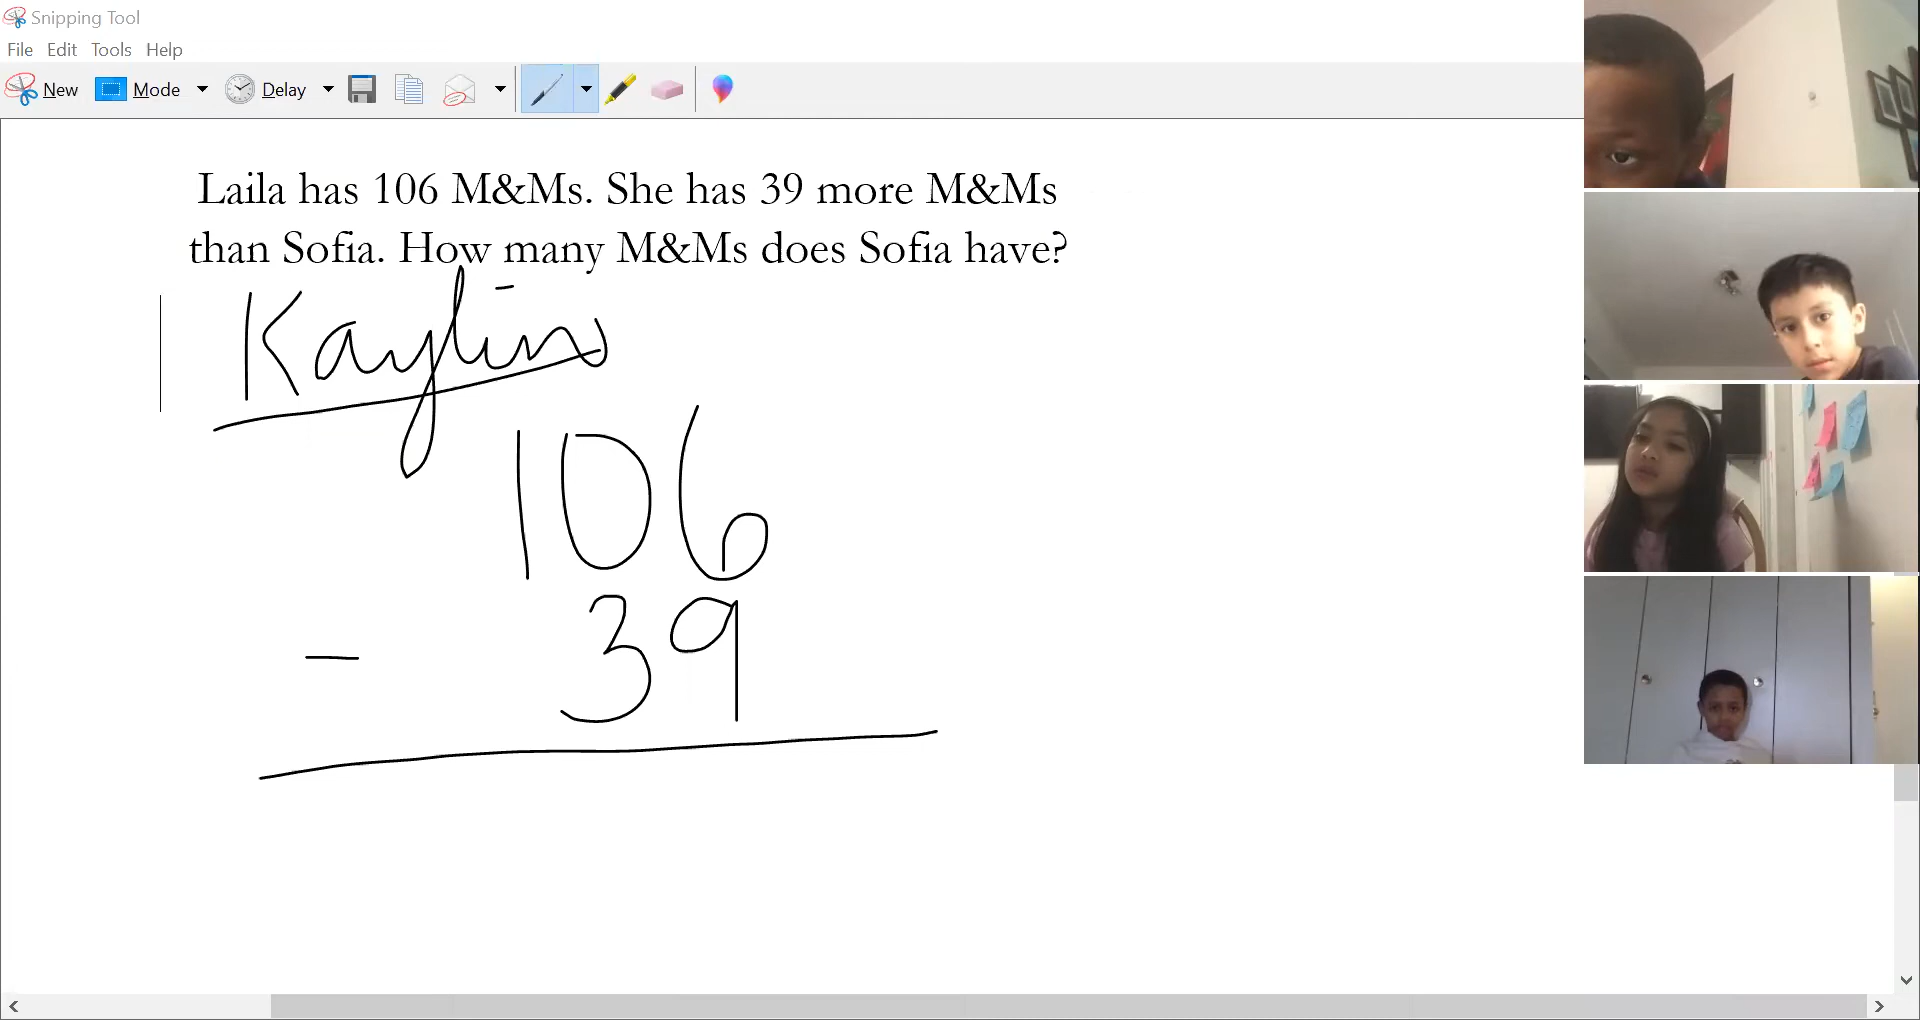 Snipping Tool
File Edit Tools Help
New Mode Delay
Laila has 106 M&Ms. She has 39 more M&Ms
than Sofia. How many M&Ms does Sofia have?
Kaylin
106
- 39